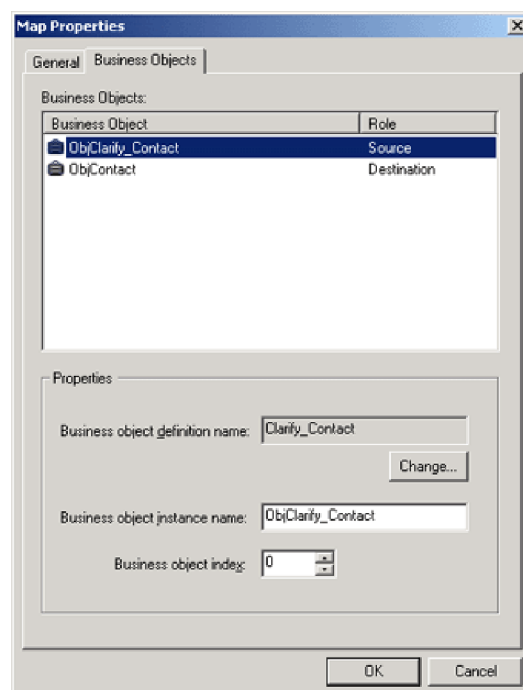 Map Properties
General Business Objects
Business Objects:
Business Object Role
ObjClarify_Contact Source
ObjContact Destination
Properties
Business object definition name: Clarify_Contact
Change...
Business object instance name: ObjClarify_Contact
Business object index: 0
OK Cancel